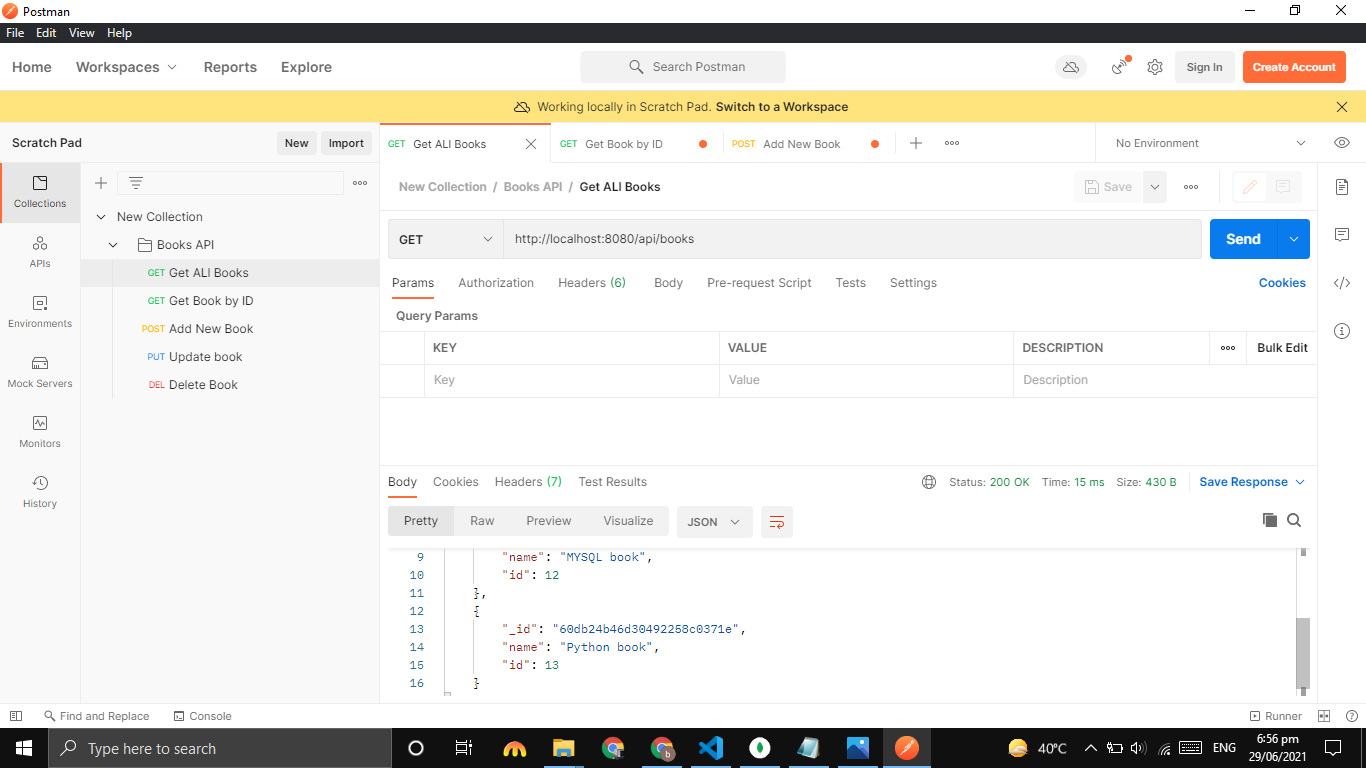 Postman
File Edit View Help
Home Workspaces Reports Explore Search Postman Sign In Create Account
Working locally in Scratch Pad. Switch to a Workspace
Scratch Pad New Import GET Get ALI Books GET Get Book by ID POST Add New Book No Environment
Collections
APIs
Environments
Mock Servers
Monitors
History
New Collection
Books API
GET Get ALI Books
GET Get Book by ID
POST Add New Book
PUT Update book
DEL Delete Book
New Collection / Books API / Get ALI Books Save
GET http://localhost:8080/api/books Send
Params Authorization Headers (6) Body Pre-request Script Tests Settings Cookies
Query Params
KEY VALUE DESCRIPTION Bulk Edit
Key Value Description
Body Cookies Headers (7) Test Results Status: 200 OK Time: 15 ms Size: 430 B Save Response
Pretty Raw Preview Visualize JSON
9 "name": "MYSQL book",
10 "id": 12
11 },
12 {
13 "_id": "60db24b46d30492258c0371e",
14 "name": "Python book",
15 "id": 13
16 }
Find and Replace Console Runner
Type here to search 40°C ENG 6:56 pm
29/06/2021